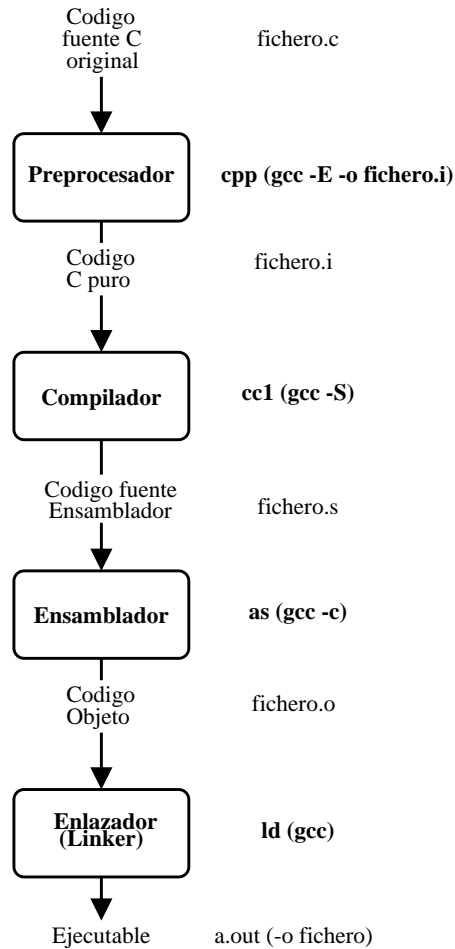 Codigo
fuente C
original
fichero.c
Preprocesador
cpp (gcc -E -o fichero.i)
Codigo
C puro
fichero.i
Compilador
cc1 (gcc -S)
Codigo fuente
Ensamblador
fichero.s
Ensamblador
as (gcc -c)
Codigo
Objeto
fichero.o
Enlazador
(Linker)
ld (gcc)
Ejecutable
a.out (-o fichero)